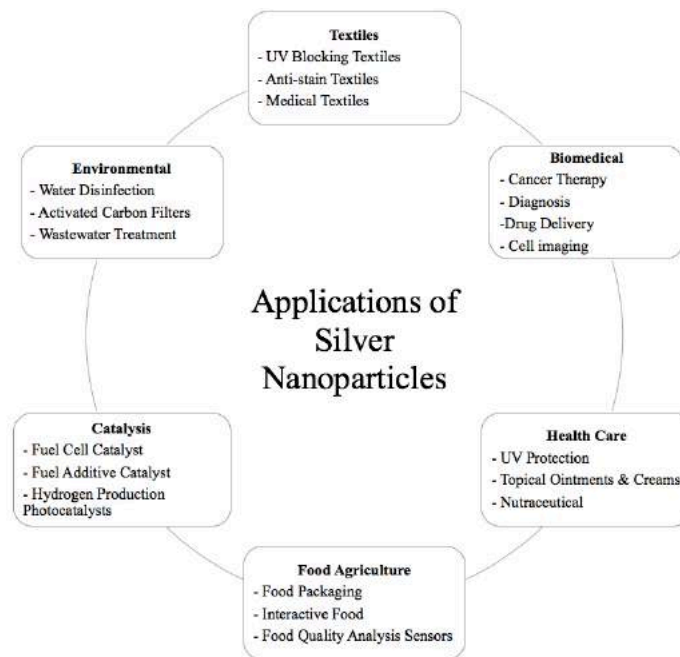 Textiles
- UV Blocking Textiles
- Anti-stain Textiles
- Medical Textiles
Environmental
- Water Disinfection
- Activated Carbon Filters
- Wastewater Treatment
Biomedical
- Cancer Therapy
- Diagnosis
-Drug Delivery
- Cell imaging
Applications of
Silver
Nanoparticles
Catalysis
- Fuel Cell Catalyst
- Fuel Additive Catalyst
- Hydrogen Production
Photocatalysts
Health Care
- UV Protection
- Topical Ointments & Creams
- Nutraceutical
Food Agriculture
- Food Packaging
- Interactive Food
- Food Quality Analysis Sensors